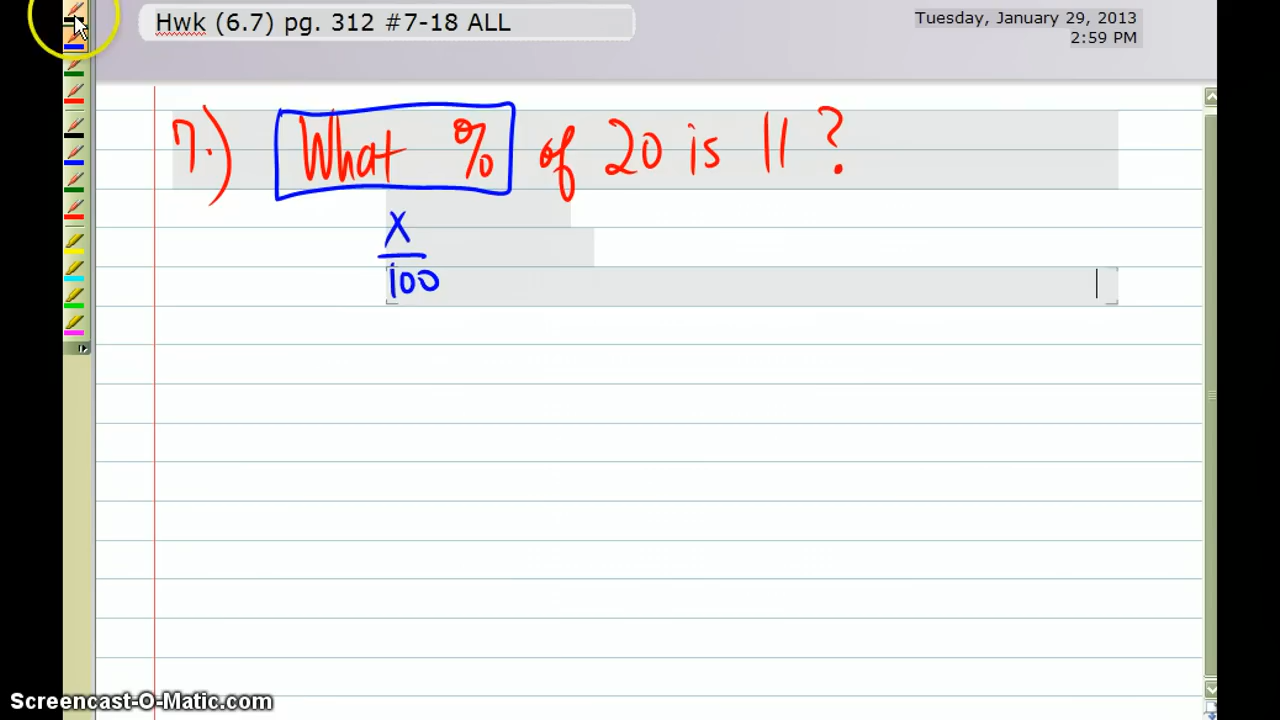 Hwk (6.7) pg. 312 #7-18 ALL
Tuesday, January 29, 2013
2:59 PM
7.) What % of 20 is 11 ?
X
100
Screencast-O-Matic.com